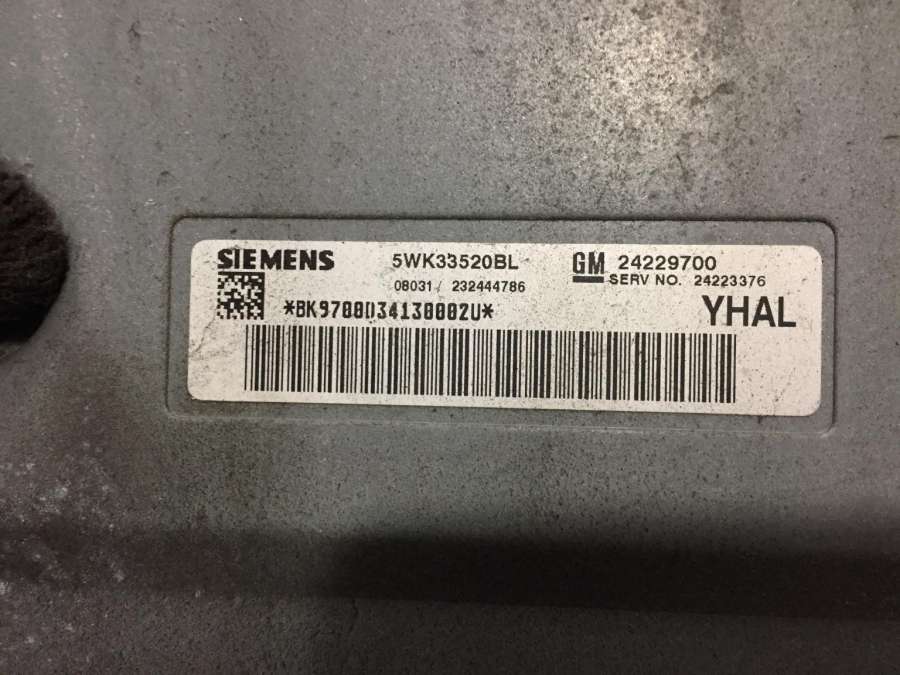 SIEMENS 5WK33520BL GM 24229700
08031/ 232444786 SERV NO. 24223376
*BK9700D34130002U* YHAL